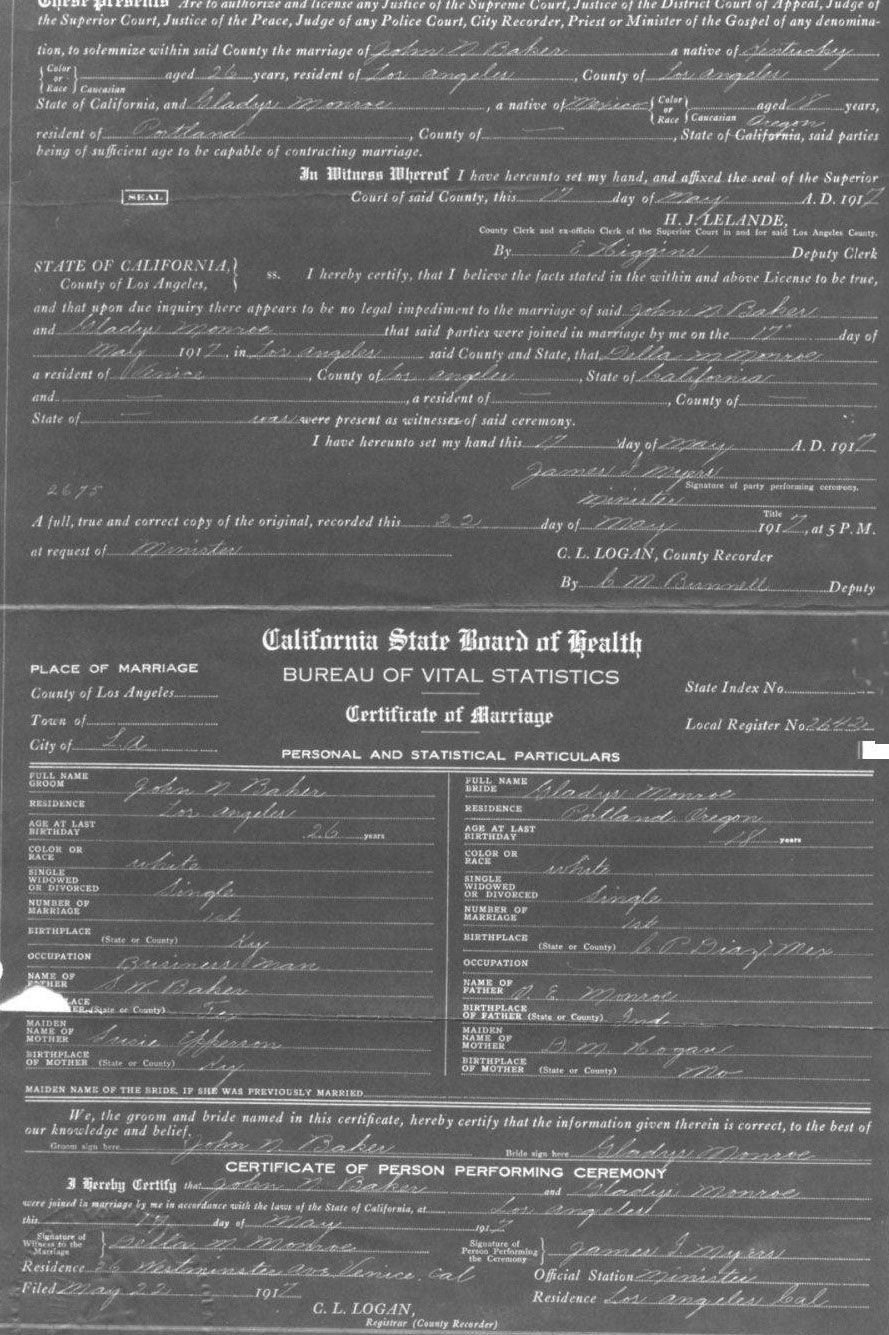 These Presents Are to authorize and license any Justice of the Supreme Court, Justice of the District Court of Appeal, Judge of
the Superior Court, Justice of the Peace, Judge of any Police Court, City Recorder, Priest or Minister of the Gospel of any denomina-
tion, to solemnize within said County the marriage of John N Baker a native of Kentucky
Color or Race Caucasian aged 26 years, resident of Los angeles, County of Los angeles
State of California, and Gladys Monroe, a native of Mexico Color or Race Caucasian aged 18 years,
resident of Portland, County of —, State of California, Oregon said parties
being of sufficient age to be capable of contracting marriage.
In Witness Whereof I have hereunto set my hand, and affixed the seal of the Superior
SEAL Court of said County, this 17 day of May A. D. 1917
H. J. LELANDE,
County Clerk and ex-officio Clerk of the Superior Court in and for said Los Angeles County.
By E Higgins Deputy Clerk
STATE OF CALIFORNIA, County of Los Angeles, ss. I hereby certify, that I believe the facts stated in the within and above License to be true,
and that upon due inquiry there appears to be no legal impediment to the marriage of said John N Baker
and Gladys Monroe that said parties were joined in marriage by me on the 17" day of
May 1917, in Los angeles said County and State, that Della M Monroe
a resident of Venice, County of Los angles, State of California
and —, a resident of —, County of —
State of — was were present as witnesses of said ceremony.
I have hereunto set my hand this 17 day of May A. D. 1917
James I Myers
Signature of party performing ceremony.
2675
Minister
Title
A full, true and correct copy of the original, recorded this 22 day of May 1917, at 5 P. M.
at request of Minister
C. L. LOGAN, County Recorder
By C M Bunnell Deputy
California State Board of Health
PLACE OF MARRIAGE
BUREAU OF VITAL STATISTICS
County of Los Angeles
State Index No.
Town of
Certificate of Marriage
Local Register No 2642
City of L.A
PERSONAL AND STATISTICAL PARTICULARS
FULL NAME GROOM John N Baker
RESIDENCE Los angeles
AGE AT LAST BIRTHDAY 26 years
COLOR OR RACE white
SINGLE WIDOWED OR DIVORCED Single
NUMBER OF MARRIAGE 1st
BIRTHPLACE (State or County) Ky
OCCUPATION Business man
NAME OF FATHER S W Baker
(State or County) Ky
MAIDEN NAME OF MOTHER Susie Epperson
BIRTHPLACE OF MOTHER (State or County) Ky
FULL NAME BRIDE Gladys Monroe
RESIDENCE Portland Oregon
AGE AT LAST BIRTHDAY 18 years
COLOR OR RACE white
SINGLE WIDOWED OR DIVORCED Single
NUMBER OF MARRIAGE 1st
BIRTHPLACE (State or County) C P Diaz, Mex
OCCUPATION —
NAME OF FATHER O. E. Monroe
BIRTHPLACE OF FATHER (State or County) Ind
MAIDEN NAME OF MOTHER D. M. Hogan
BIRTHPLACE OF MOTHER (State or County) Mo
MAIDEN NAME OF THE BRIDE, IF SHE WAS PREVIOUSLY MARRIED
We, the groom and bride named in this certificate, hereby certify that the information given therein is correct, to the best of
our knowledge and belief.
Groom sign here John N Baker Bride sign here Gladys Monroe
CERTIFICATE OF PERSON PERFORMING CEREMONY
I Hereby Certify that John N Baker and Gladys Monroe
were joined in marriage by me in accordance with the laws of the State of California, at Los angeles
this 17 day of May 1917
Signature of Witness to the Marriage Della M Monroe Signature of Person Performing the Ceremony James I Myers
Residence 26 Westminster Ave Venice. Cal Official Station Minister
Filed May 22 1917 Residence Los angeles Cal
C. L. LOGAN,
Registrar (County Recorder)